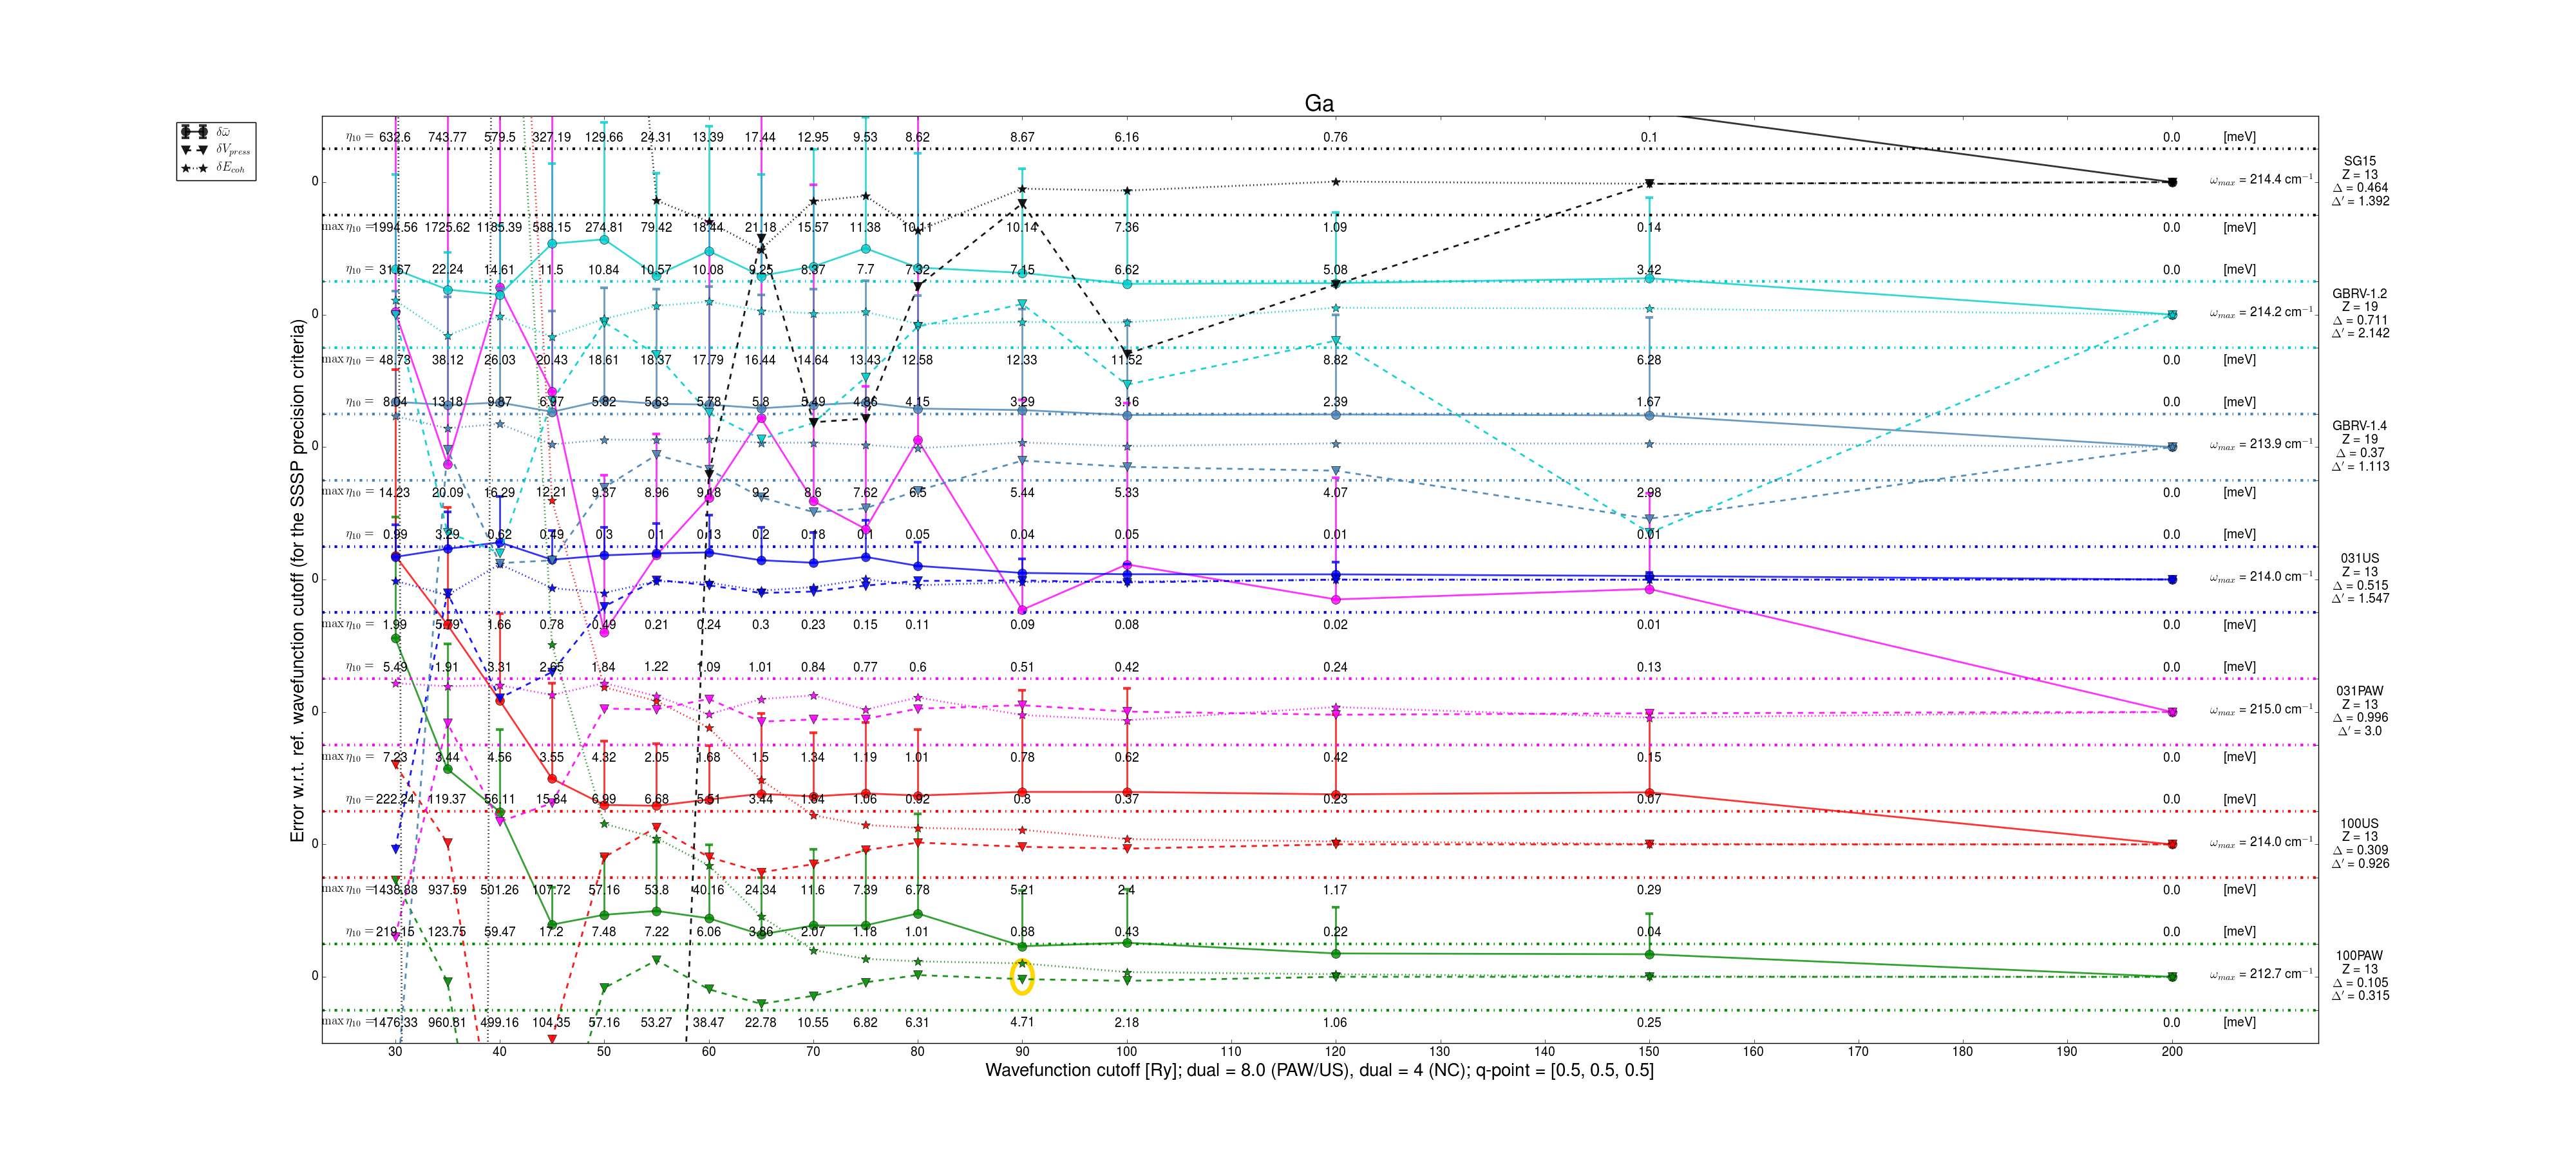 Ga
δω̄
δV_press
δE_coh
Error w.r.t. ref. wavefunction cutoff (for the SSSP precision criteria)
η₁₀ = 632.6 743.77 579.5 327.19 129.66 24.31 13.39 17.44 12.95 9.53 8.62 8.67 6.16 0.76 0.1 0.0 [meV]
0 ω_max = 214.4 cm⁻¹
max η₁₀ = 1994.56 1725.62 1185.39 588.15 274.81 79.42 18.44 21.18 15.57 11.38 10.11 10.14 7.36 1.09 0.14 0.0 [meV]
SG15
Z = 13
Δ = 0.464
Δ′ = 1.392
η₁₀ = 31.67 22.24 14.61 11.5 10.84 10.57 10.08 9.25 8.37 7.7 7.32 7.15 6.62 5.08 3.42 0.0 [meV]
0 ω_max = 214.2 cm⁻¹
max η₁₀ = 48.73 38.12 26.03 20.43 18.61 18.37 17.79 16.44 14.64 13.43 12.58 12.33 11.52 8.82 6.28 0.0 [meV]
GBRV-1.2
Z = 19
Δ = 0.711
Δ′ = 2.142
η₁₀ = 8.04 13.18 9.87 6.97 5.82 5.63 5.78 5.8 5.49 4.86 4.15 3.29 3.16 2.39 1.67 0.0 [meV]
0 ω_max = 213.9 cm⁻¹
max η₁₀ = 14.23 20.09 16.29 12.21 9.37 8.96 9.18 9.2 8.6 7.62 6.5 5.44 5.33 4.07 2.98 0.0 [meV]
GBRV-1.4
Z = 19
Δ = 0.37
Δ′ = 1.113
η₁₀ = 0.99 3.29 0.62 0.49 0.3 0.1 0.13 0.2 0.18 0.1 0.05 0.04 0.05 0.01 0.01 0.0 [meV]
0 ω_max = 214.0 cm⁻¹
max η₁₀ = 1.99 1.66 0.78 0.49 0.21 0.24 0.3 0.23 0.15 0.11 0.09 0.08 0.02 0.01 0.0 [meV]
031US
Z = 13
Δ = 0.515
Δ′ = 1.547
η₁₀ = 5.49 1.91 3.31 2.65 1.84 1.22 1.09 1.01 0.84 0.77 0.6 0.51 0.42 0.24 0.13 0.0 [meV]
0 ω_max = 215.0 cm⁻¹
max η₁₀ = 7.23 3.44 4.56 3.55 4.32 2.05 1.68 1.5 1.34 1.19 1.01 0.78 0.62 0.42 0.15 0.0 [meV]
031PAW
Z = 13
Δ = 0.996
Δ′ = 3.0
η₁₀ = 222.24 119.37 56.11 15.84 6.99 6.68 5.51 3.44 1.84 1.06 0.92 0.8 0.37 0.23 0.07 0.0 [meV]
0 ω_max = 214.0 cm⁻¹
max η₁₀ = 1438.88 937.59 501.26 107.72 57.16 53.8 40.16 24.34 11.6 7.39 6.78 5.21 2.4 1.17 0.29 0.0 [meV]
100US
Z = 13
Δ = 0.309
Δ′ = 0.926
η₁₀ = 219.15 123.75 59.47 17.2 7.48 7.22 6.06 3.86 2.07 1.18 1.01 0.88 0.43 0.22 0.04 0.0 [meV]
0 ω_max = 212.7 cm⁻¹
max η₁₀ = 1476.33 960.81 499.16 104.35 57.16 53.27 38.47 22.78 10.55 6.82 6.31 4.71 2.18 1.06 0.25 0.0 [meV]
100PAW
Z = 13
Δ = 0.105
Δ′ = 0.315
30 40 50 60 70 80 90 100 110 120 130 140 150 160 170 180 190 200
Wavefunction cutoff [Ry]; dual = 8.0 (PAW/US), dual = 4 (NC); q-point = [0.5, 0.5, 0.5]